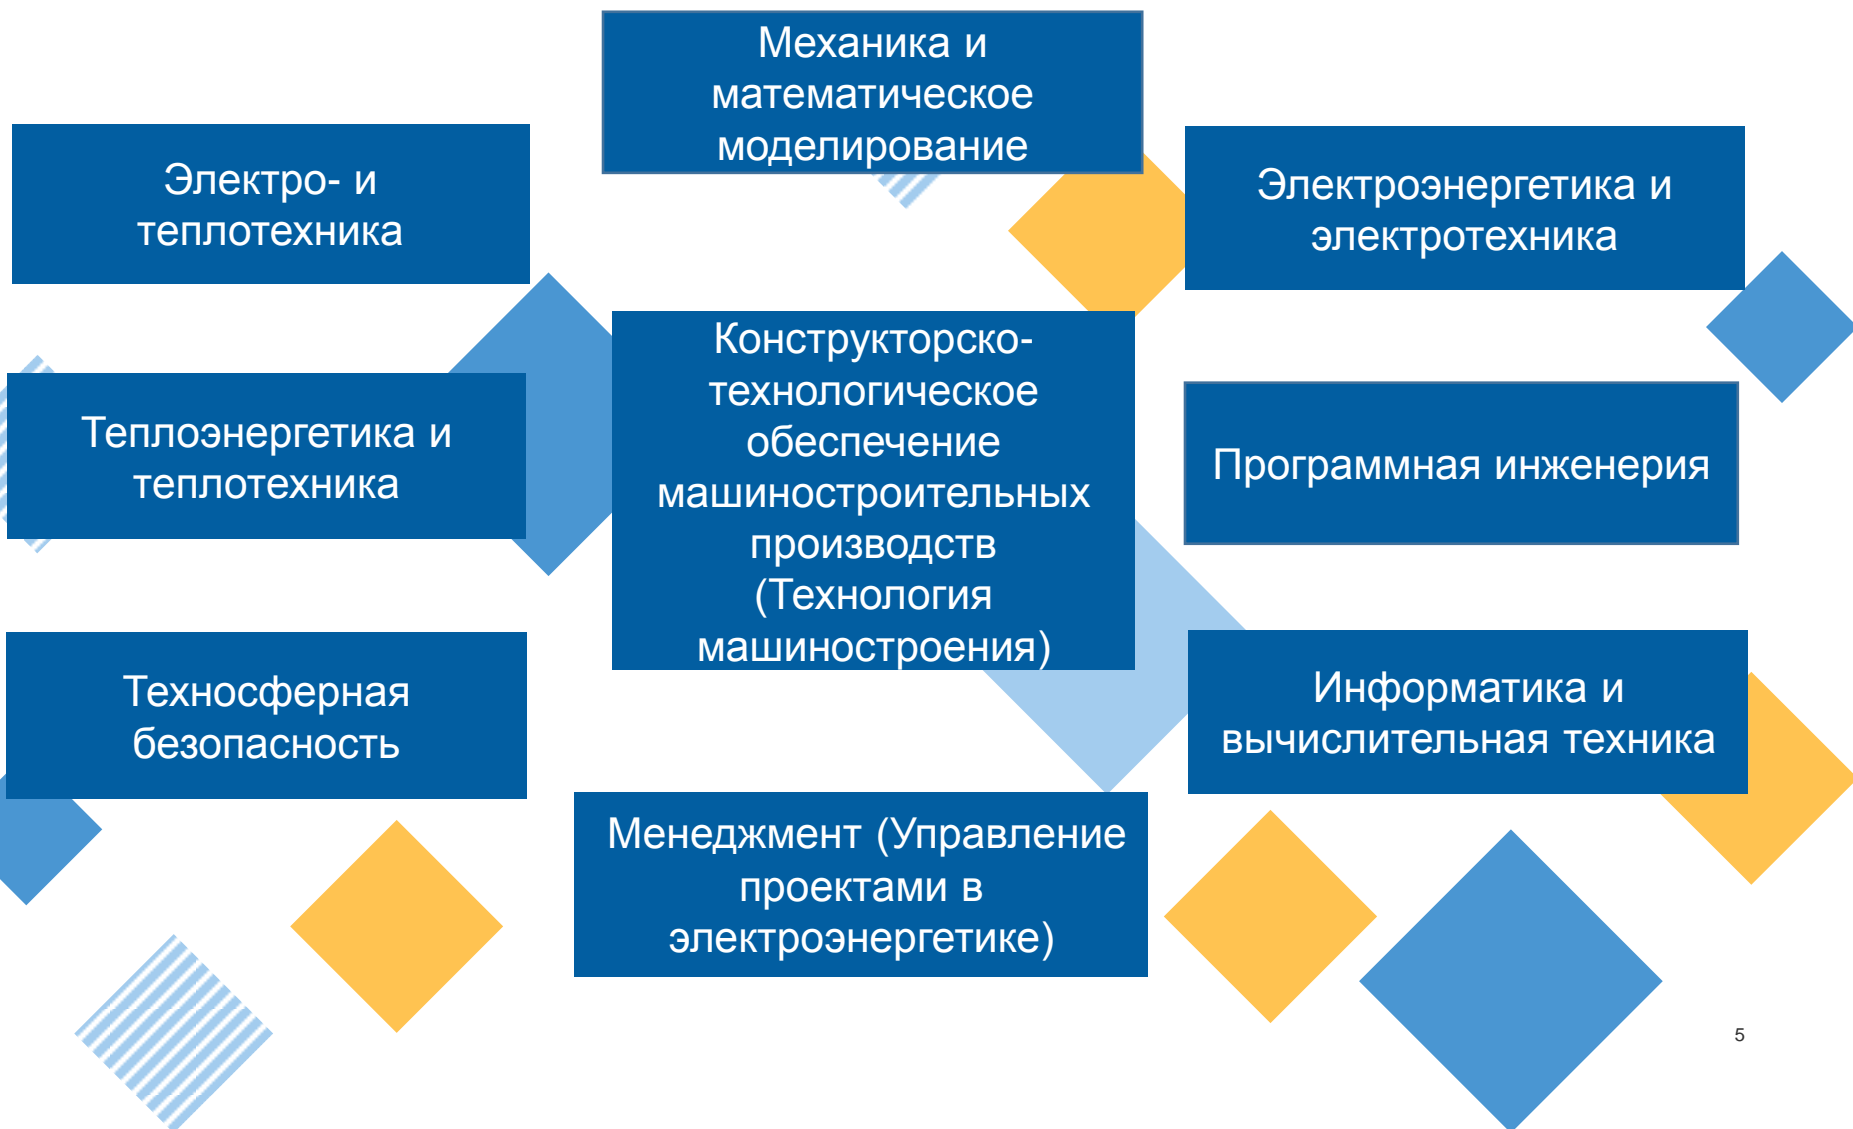 Механика и
математическое
моделирование
Электро- и
теплотехника
Электроэнергетика и
электротехника
Конструкторско-
технологическое
обеспечение
машиностроительных
производств
(Технология
машиностроения)
Теплоэнергетика и
теплотехника
Программная инженерия
Техносферная
безопасность
Информатика и
вычислительная техника
Менеджмент (Управление
проектами в
электроэнергетике)
5